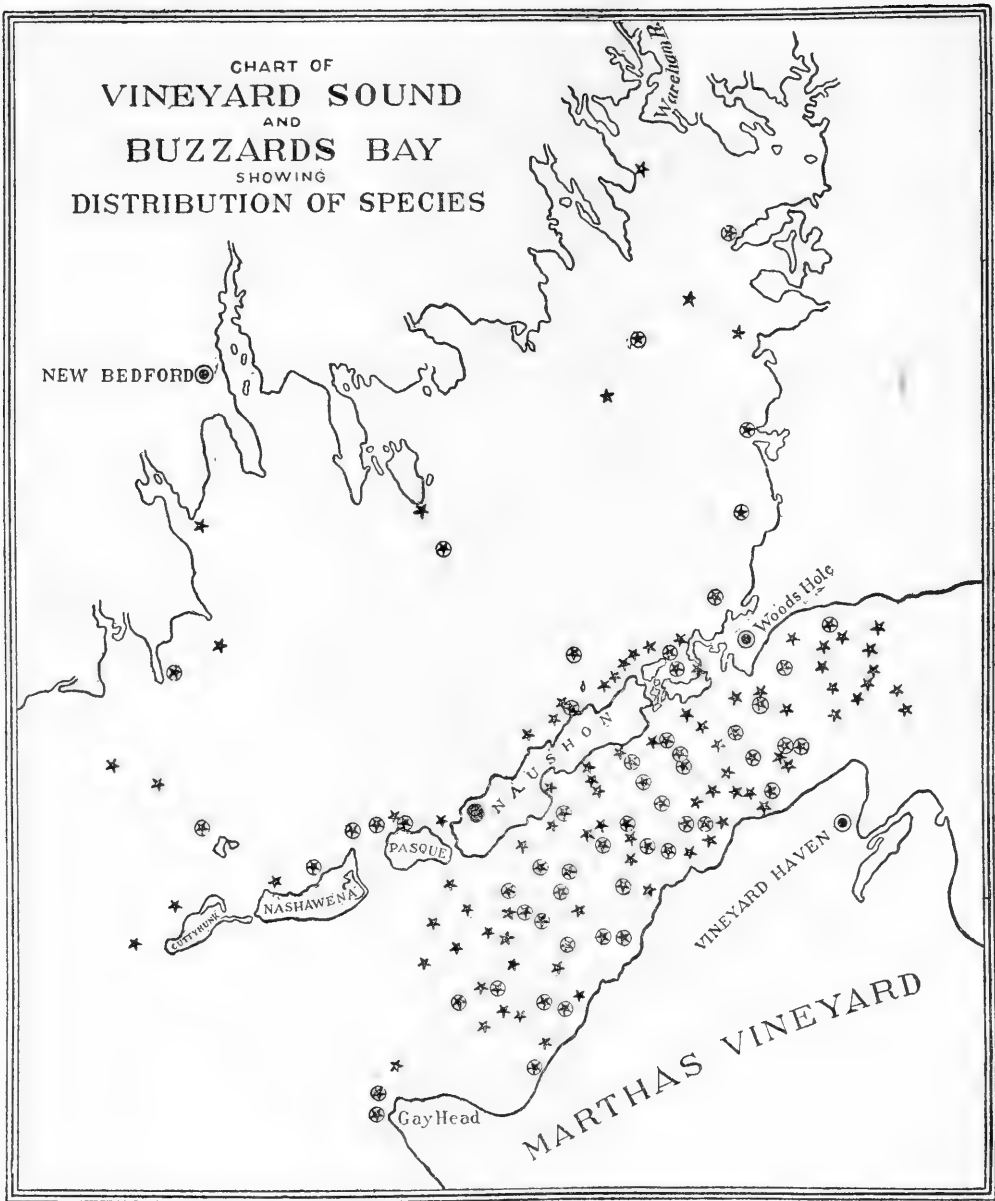 CHART OF
VINEYARD SOUND
AND
BUZZARDS BAY
SHOWING
DISTRIBUTION OF SPECIES
Wareham R.
NEW BEDFORD
Woods Hole
NAUSHON
PASQUE
NASHAWENA
CUTTYHUNK
VINEYARD HAVEN
MARTHAS VINEYARD
Gay Head